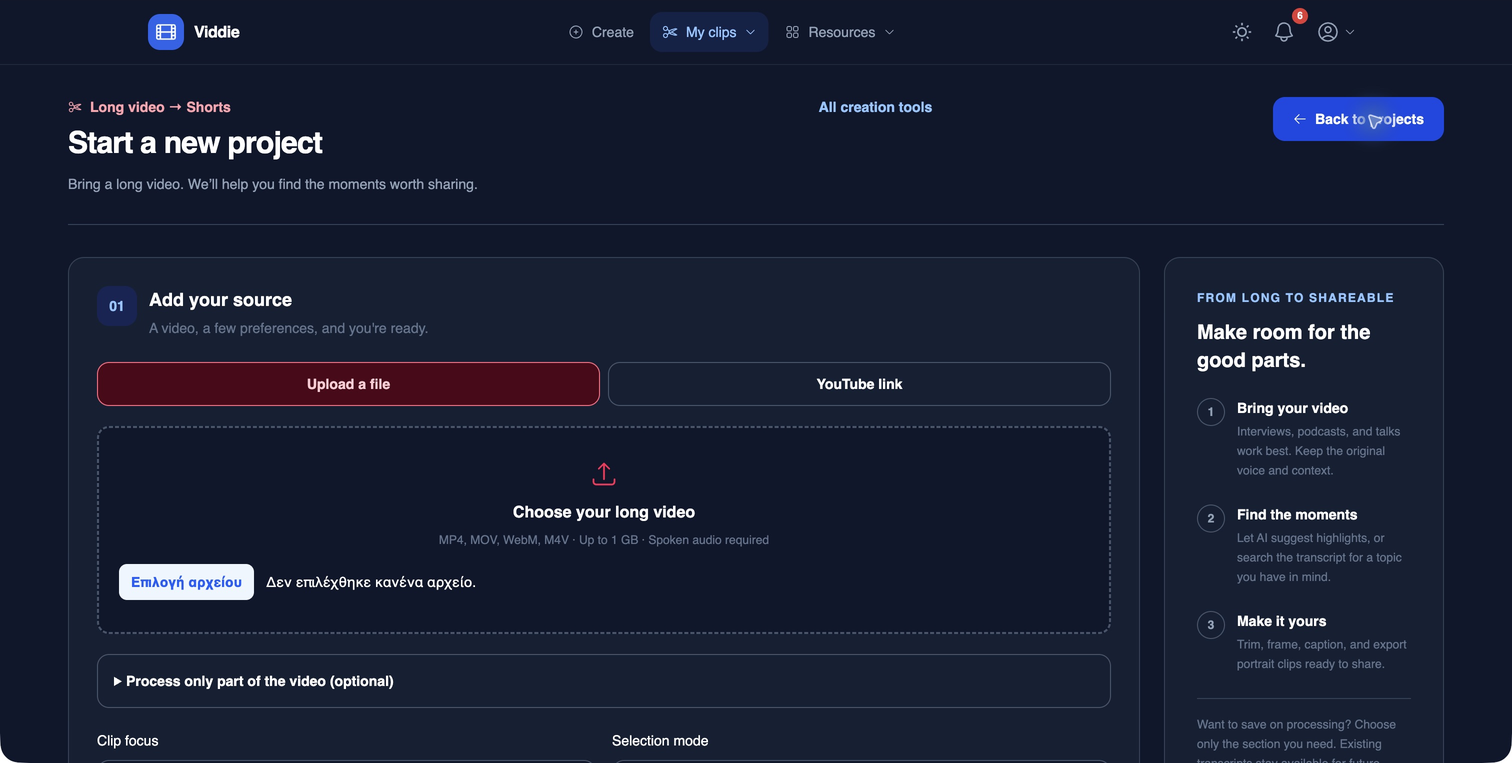 Viddie
Create
My clips
Resources
6
Long video → Shorts
All creation tools
← Back to projects
Start a new project
Bring a long video. We'll help you find the moments worth sharing.
01
Add your source
A video, a few preferences, and you're ready.
Upload a file
YouTube link
Choose your long video
MP4, MOV, WebM, M4V · Up to 1 GB · Spoken audio required
Επιλογή αρχείου
Δεν επιλέχθηκε κανένα αρχείο.
Process only part of the video (optional)
Clip focus
Selection mode
FROM LONG TO SHAREABLE
Make room for the
good parts.
1
Bring your video
Interviews, podcasts, and talks
work best. Keep the original
voice and context.
2
Find the moments
Let AI suggest highlights, or
search the transcript for a topic
you have in mind.
3
Make it yours
Trim, frame, caption, and export
portrait clips ready to share.
Want to save on processing? Choose
only the section you need. Existing